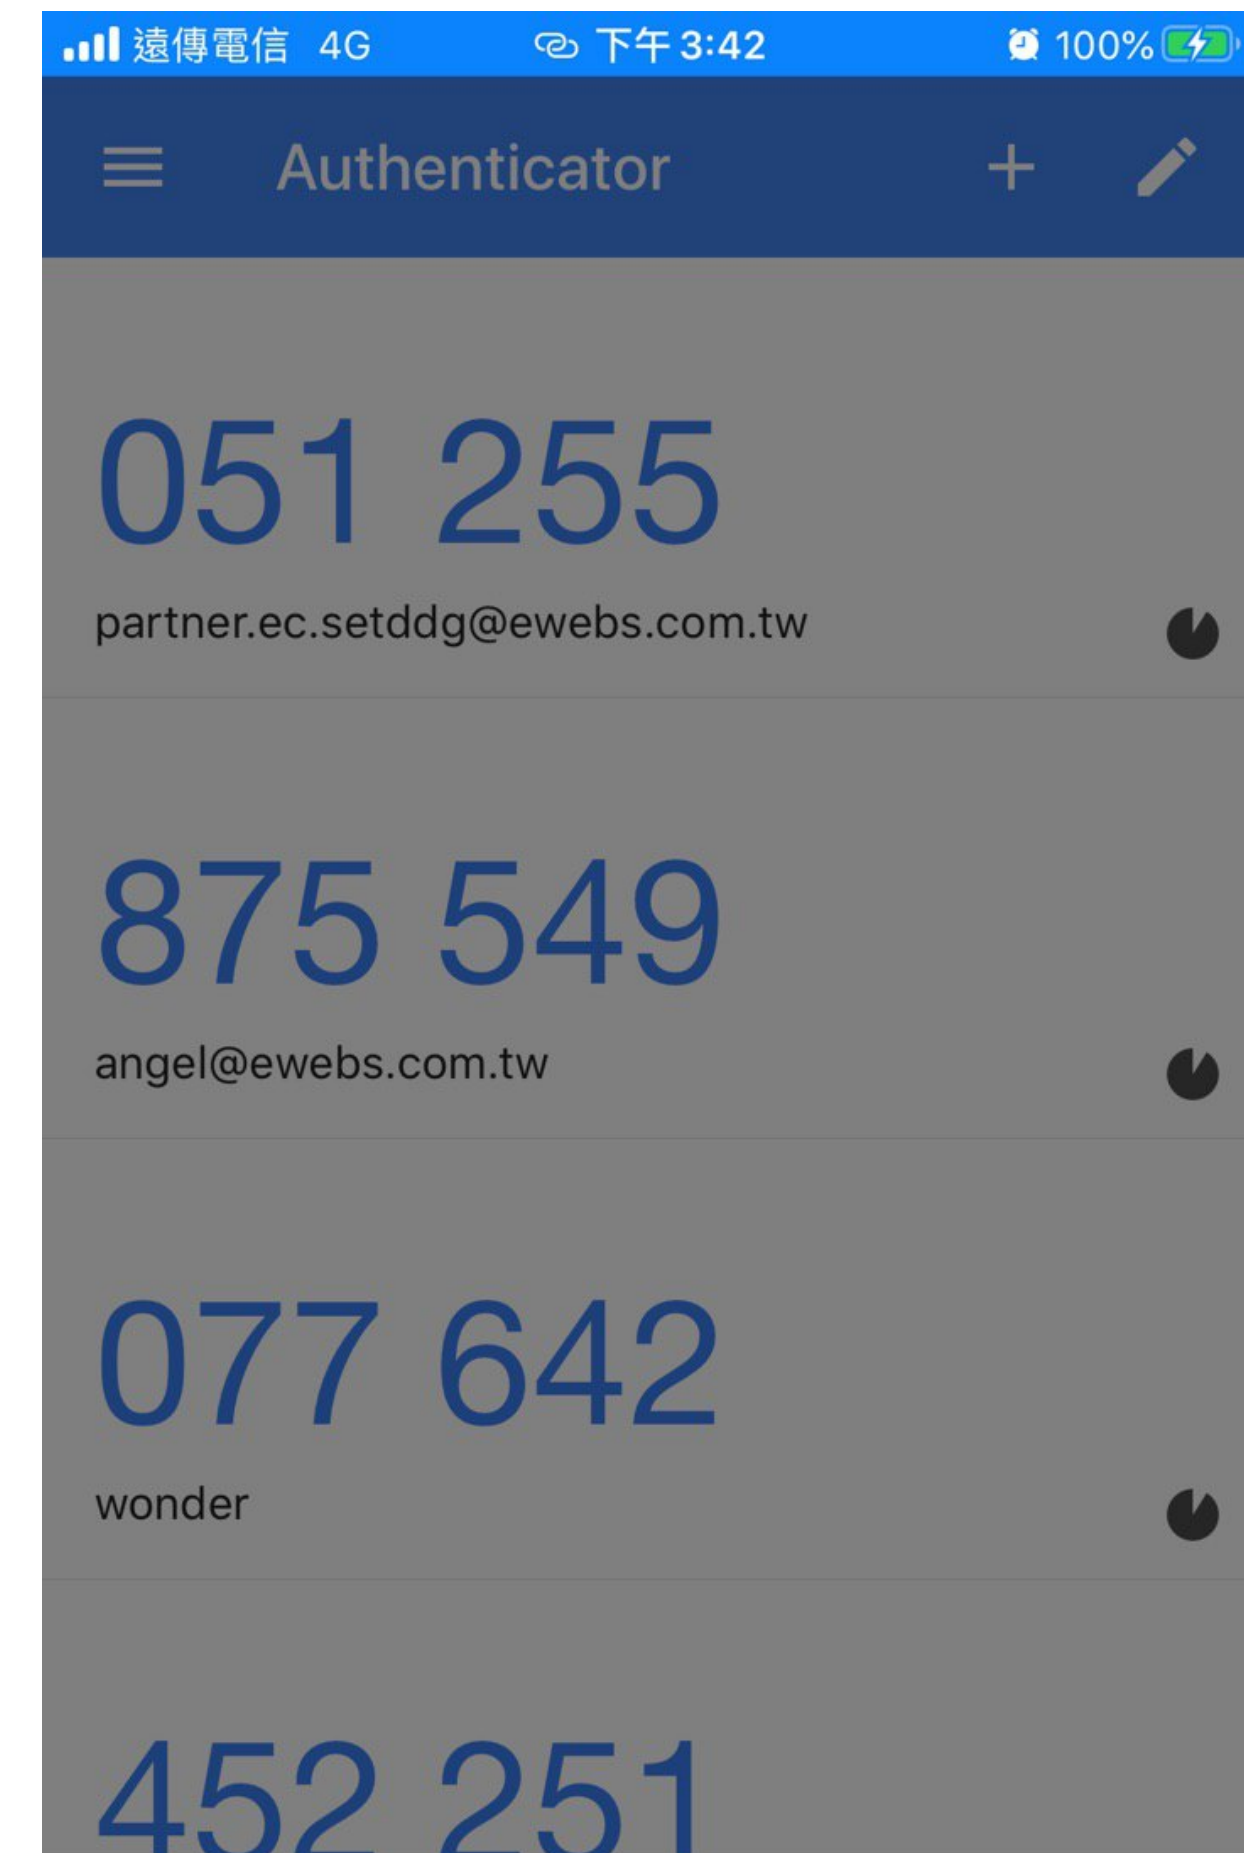 遠傳電信 4G 下午 3:42 100%
Authenticator
051 255
partner.ec.setddg@ewebs.com.tw
875 549
angel@ewebs.com.tw
077 642
wonder
452 251